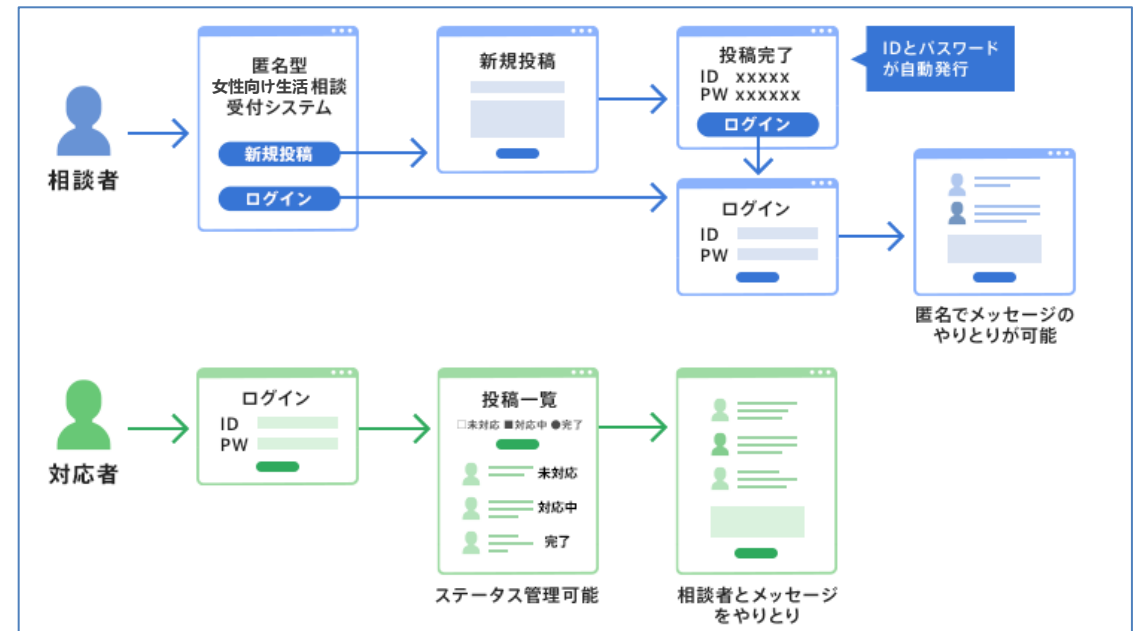 相談者
匿名型
女性向け生活相談
受付システム
新規投稿
ログイン
新規投稿
投稿完了
ID xxxxx
PW xxxxxx
ログイン
IDとパスワード
が自動発行
ログイン
ID
PW
匿名でメッセージの
やりとりが可能
対応者
ログイン
ID
PW
投稿一覧
□未対応 ■対応中 ●完了
未対応
対応中
完了
ステータス管理可能
相談者とメッセージ
をやりとり